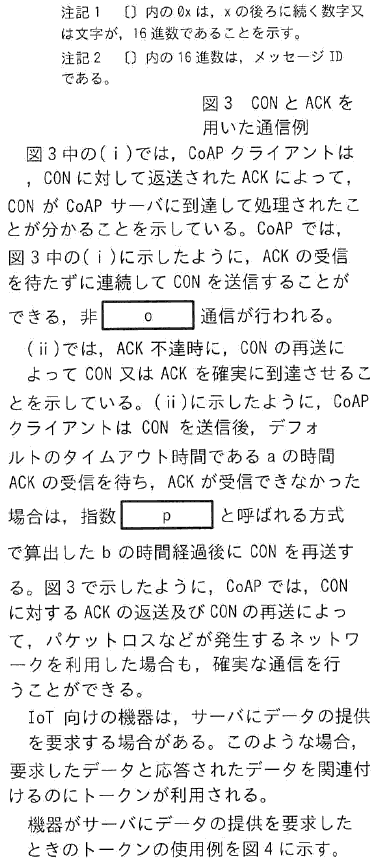 注記1 〔〕内の0xは,xの後ろに続く数字又
は文字が,16進数であることを示す。
注記2 〔〕内の16進数は,メッセージID
である。
図3 CONとACKを
用いた通信例
図3中の(ⅰ)では,CoAPクライアントは
,CONに対して返送されたACKによって,
CONがCoAPサーバに到達して処理されたこ
とが分かることを示している。CoAPでは,
図3中の(ⅰ)に示したように,ACKの受信
を待たずに連続してCONを送信することが
できる,非 o 通信が行われる。
(ⅱ)では,ACK不達時に,CONの再送に
よってCON又はACKを確実に到達させるこ
とを示している。(ⅱ)に示したように,CoAP
クライアントは CON を送信後,デフォ
ルトのタイムアウト時間であるaの時間
ACKの受信を待ち,ACKが受信できなかった
場合は,指数 p と呼ばれる方式
で算出したbの時間経過後にCONを再送す
る。図3で示したように,CoAPでは,CON
に対するACKの返送及びCONの再送によっ
て,パケットロスなどが発生するネットワ
ークを利用した場合も,確実な通信を行
うことができる。
IoT向けの機器は,サーバにデータの提供
を要求する場合がある。このような場合,
要求したデータと応答されたデータを関連付
けるのにトークンが利用される。
機器がサーバにデータの提供を要求した
ときのトークンの使用例を図4に示す。